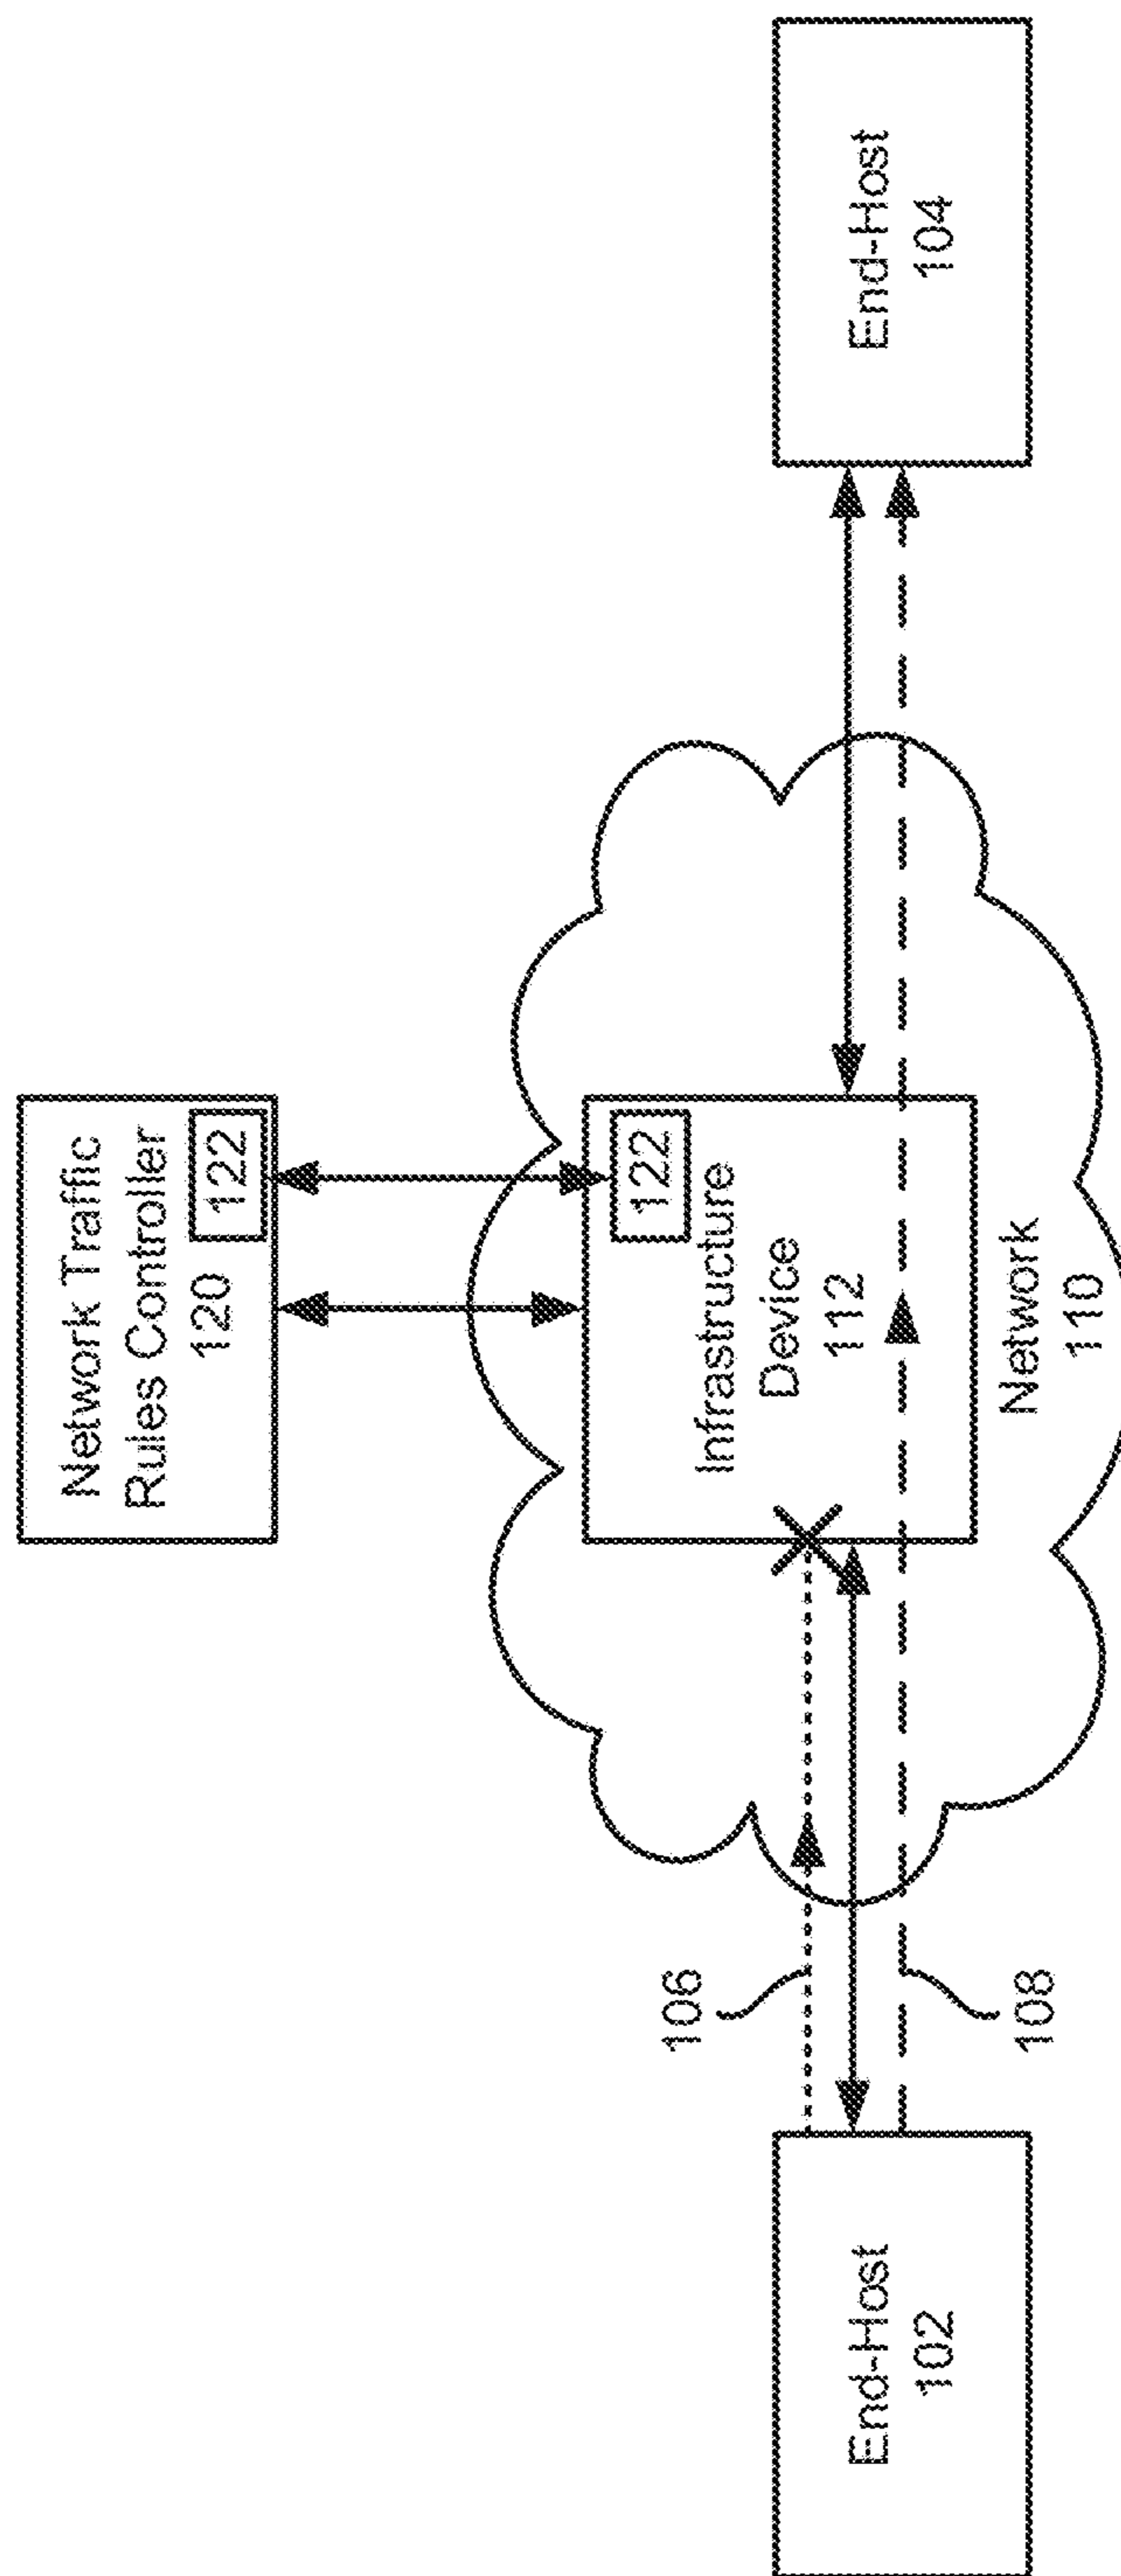 Network Traffic
Rules Controller
120
122
122
Infrastructure
Device
112
Network
110
106
108
End-Host
102
End-Host
104